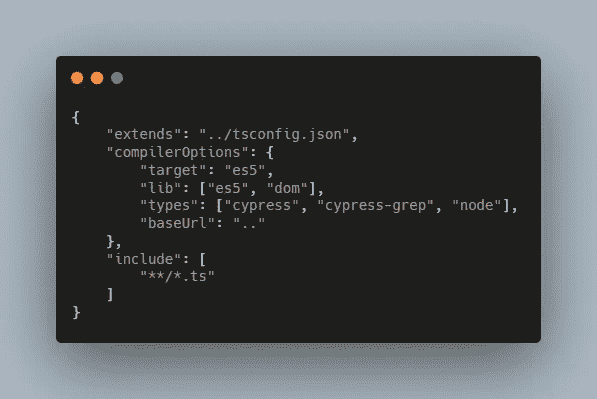 {
    "extends": "../tsconfig.json",
    "compilerOptions": {
        "target": "es5",
        "lib": ["es5", "dom"],
        "types": ["cypress", "cypress-grep", "node"],
        "baseUrl": ".."
    },
    "include": [
        "**/*.ts"
    ]
}